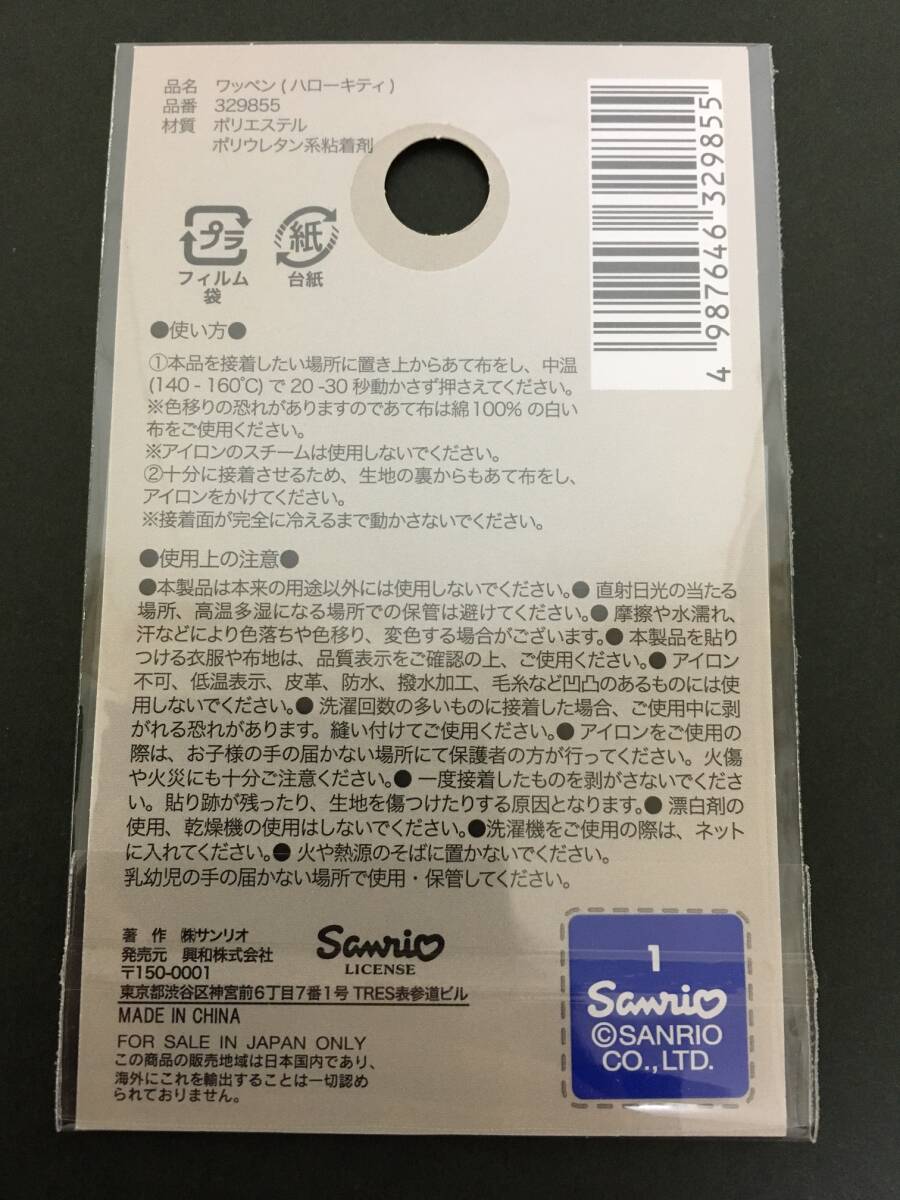 品名 ワッペン(ハローキティ)
品番 329855
材質 ポリエステル
ポリウレタン系粘着剤
4 987646 329855
プラ
フィルム
袋
紙
台紙
●使い方●
①本品を接着したい場所に置き上からあて布をし、中温
(140 - 160℃) で 20 -30 秒動かさず押さえてください。
※色移りの恐れがありますのであて布は綿100% の白い
布をご使用ください。
※アイロンのスチームは使用しないでください。
②十分に接着させるため、生地の裏からもあて布をし、
アイロンをかけてください。
※接着面が完全に冷えるまで動かさないでください。
●使用上の注意●
●本製品は本来の用途以外には使用しないでください。● 直射日光の当たる
場所、高温多湿になる場所での保管は避けてください。● 摩擦や水濡れ、
汗などにより色落ちや色移り、変色する場合がございます。● 本製品を貼り
つける衣服や布地は、品質表示をご確認の上、ご使用ください。● アイロン
不可、低温表示、皮革、防水、撥水加工、毛糸など凹凸のあるものには使
用しないでください。● 洗濯回数の多いものに接着した場合、ご使用中に剥
がれる恐れがあります。縫い付けてご使用ください。● アイロンをご使用の
際は、お子様の手の届かない場所にて保護者の方が行ってください。火傷
や火災にも十分ご注意ください。● 一度接着したものを剥がさないでくださ
い。貼り跡が残ったり、生地を傷つけたりする原因となります。● 漂白剤の
使用、乾燥機の使用はしないでください。●洗濯機をご使用の際は、ネット
に入れてください。● 火や熱源のそばに置かないでください。
乳幼児の手の届かない場所で使用・保管してください。
著 作 ㈱サンリオ
発売元 興和株式会社
〒150-0001
東京都渋谷区神宮前6丁目7番1号 TRES表参道ビル
MADE IN CHINA
FOR SALE IN JAPAN ONLY
この商品の販売地域は日本国内であり、
海外にこれを輸出することは一切認め
られておりません。
Sanrio
LICENSE
1
Sanrio
©SANRIO
CO.,LTD.